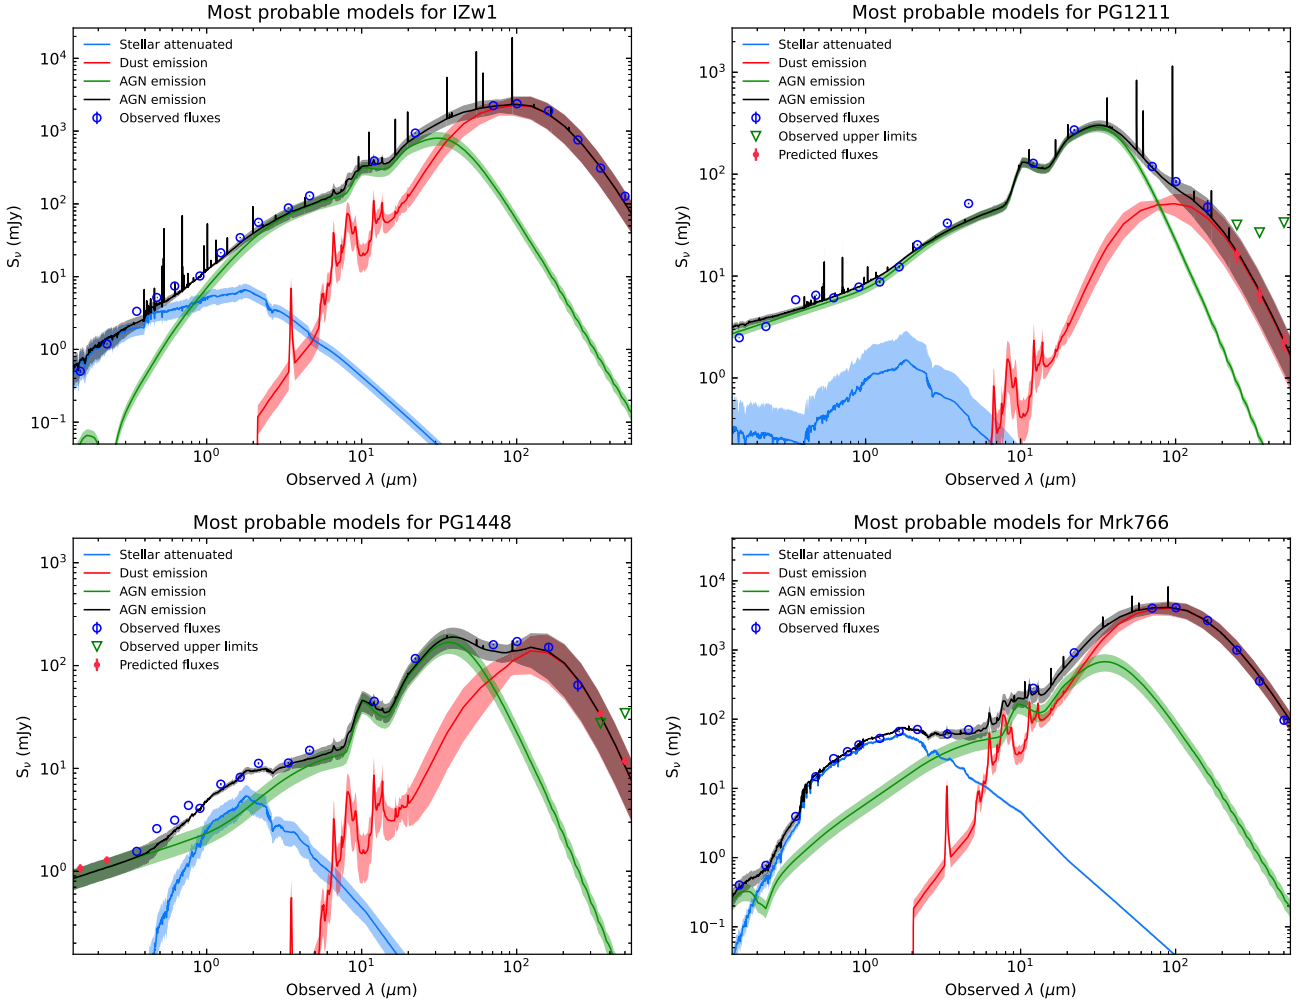 Most probable models for IZw1
Stellar attenuated
Dust emission
AGN emission
AGN emission
Observed fluxes
S_ν (mJy)
10^4
10^3
10^2
10^1
10^0
10^−1
10^0
10^1
10^2
Observed λ (μm)
Most probable models for PG1211
Stellar attenuated
Dust emission
AGN emission
AGN emission
Observed fluxes
Observed upper limits
Predicted fluxes
S_ν (mJy)
10^3
10^2
10^1
10^0
10^0
10^1
10^2
Observed λ (μm)
Most probable models for PG1448
Stellar attenuated
Dust emission
AGN emission
AGN emission
Observed fluxes
Observed upper limits
Predicted fluxes
S_ν (mJy)
10^3
10^2
10^1
10^0
10^0
10^1
10^2
Observed λ (μm)
Most probable models for Mrk766
Stellar attenuated
Dust emission
AGN emission
AGN emission
Observed fluxes
S_ν (mJy)
10^4
10^3
10^2
10^1
10^0
10^−1
10^0
10^1
10^2
Observed λ (μm)